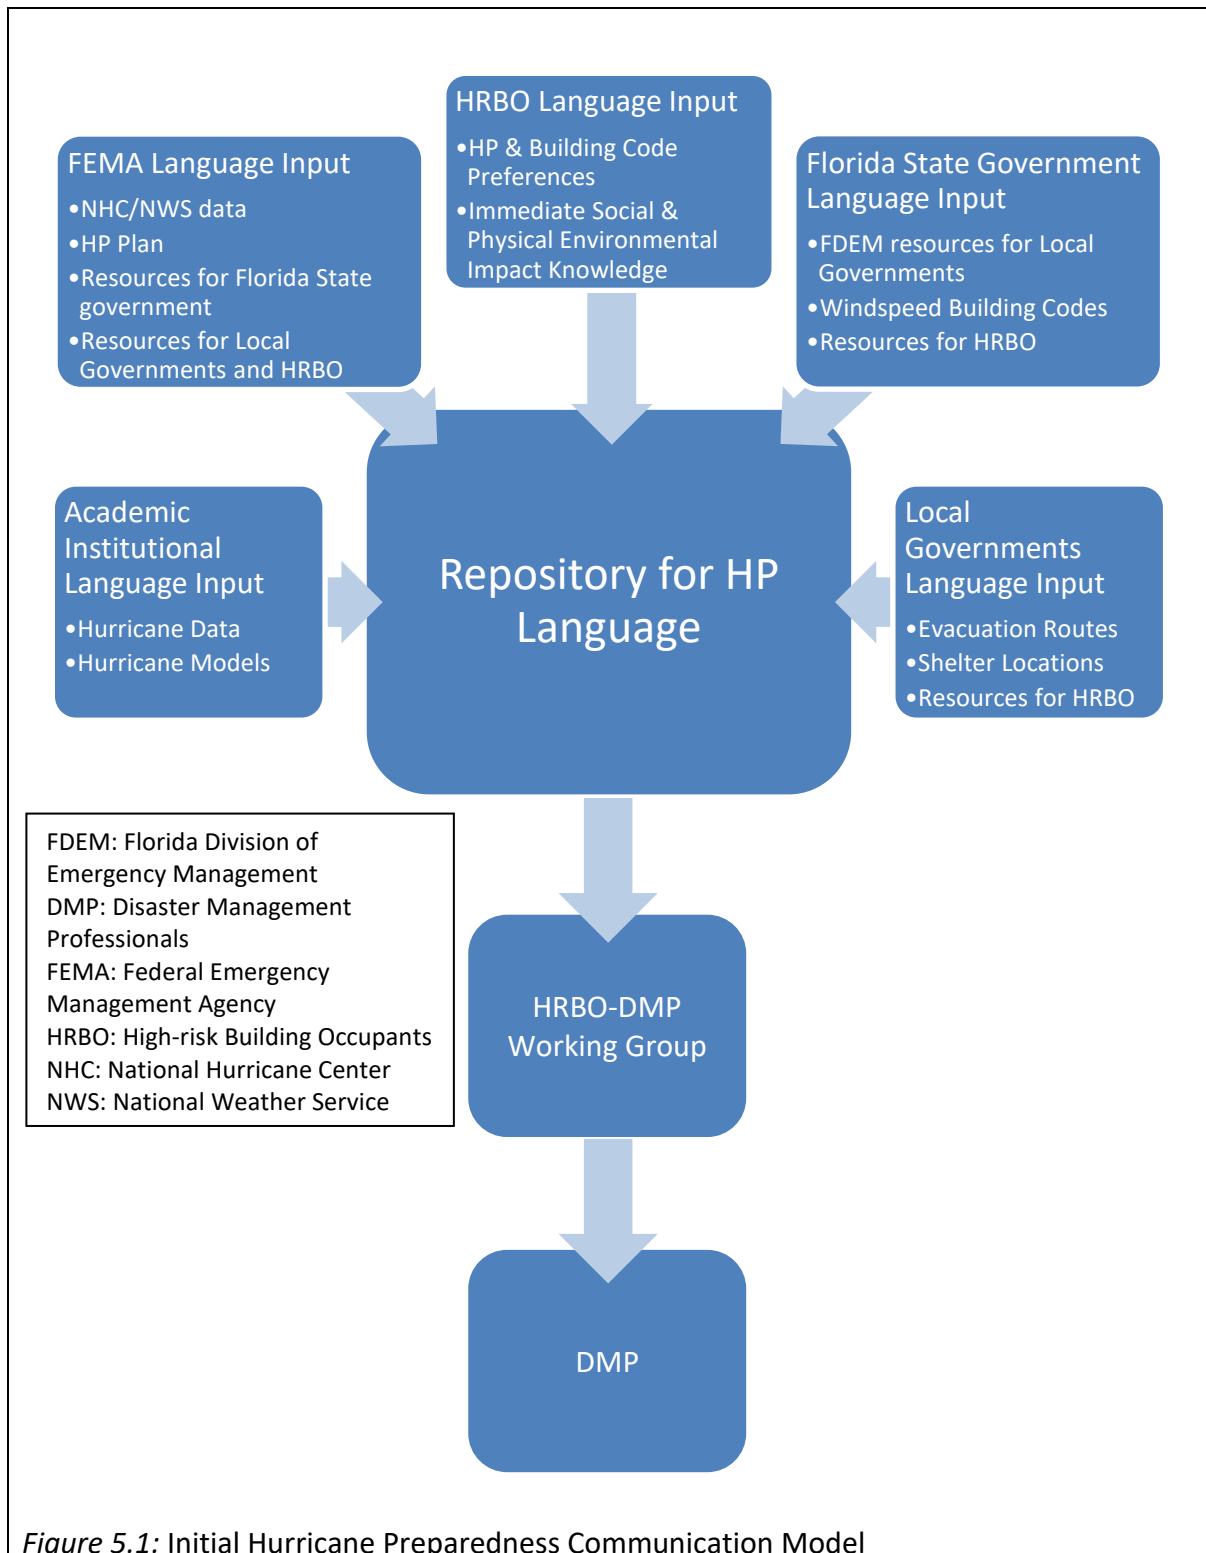 HRBO Language Input
•HP & Building Code
Preferences
•Immediate Social &
Physical Environmental
Impact Knowledge
FEMA Language Input
•NHC/NWS data
•HP Plan
•Resources for Florida State
government
•Resources for Local
Governments and HRBO
Florida State Government
Language Input
•FDEM resources for Local
Governments
•Windspeed Building Codes
•Resources for HRBO
Academic
Institutional
Language Input
•Hurricane Data
•Hurricane Models
Repository for HP
Language
Local
Governments
Language Input
•Evacuation Routes
•Shelter Locations
•Resources for HRBO
FDEM: Florida Division of
Emergency Management
DMP: Disaster Management
Professionals
FEMA: Federal Emergency
Management Agency
HRBO: High-risk Building Occupants
NHC: National Hurricane Center
NWS: National Weather Service
HRBO-DMP
Working Group
DMP
Figure 5.1: Initial Hurricane Preparedness Communication Model